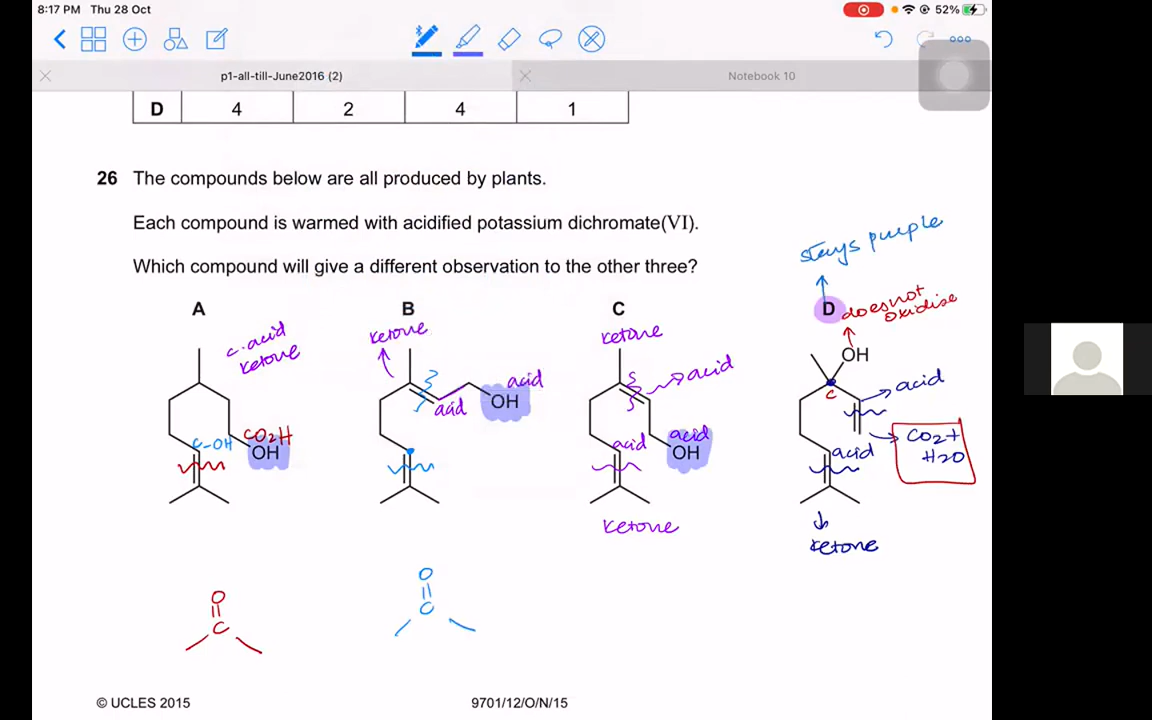 8:17 PM Thu 28 Oct
52%
p1-all-till-June2016 (2)
Notebook 10
D 4 2 4 1
26 The compounds below are all produced by plants.
Each compound is warmed with acidified potassium dichromate(VI).
Which compound will give a different observation to the other three?
stays purple
A B C D
does not
oxidise
c.acid
ketone
ketone
ketone
OH
acid
acid
acid
acid
OH
C
CO2H
C-OH
OH
acid
acid
OH
acid
CO2+
H2O
ketone
ketone
O
C
O
C
© UCLES 2015
9701/12/O/N/15